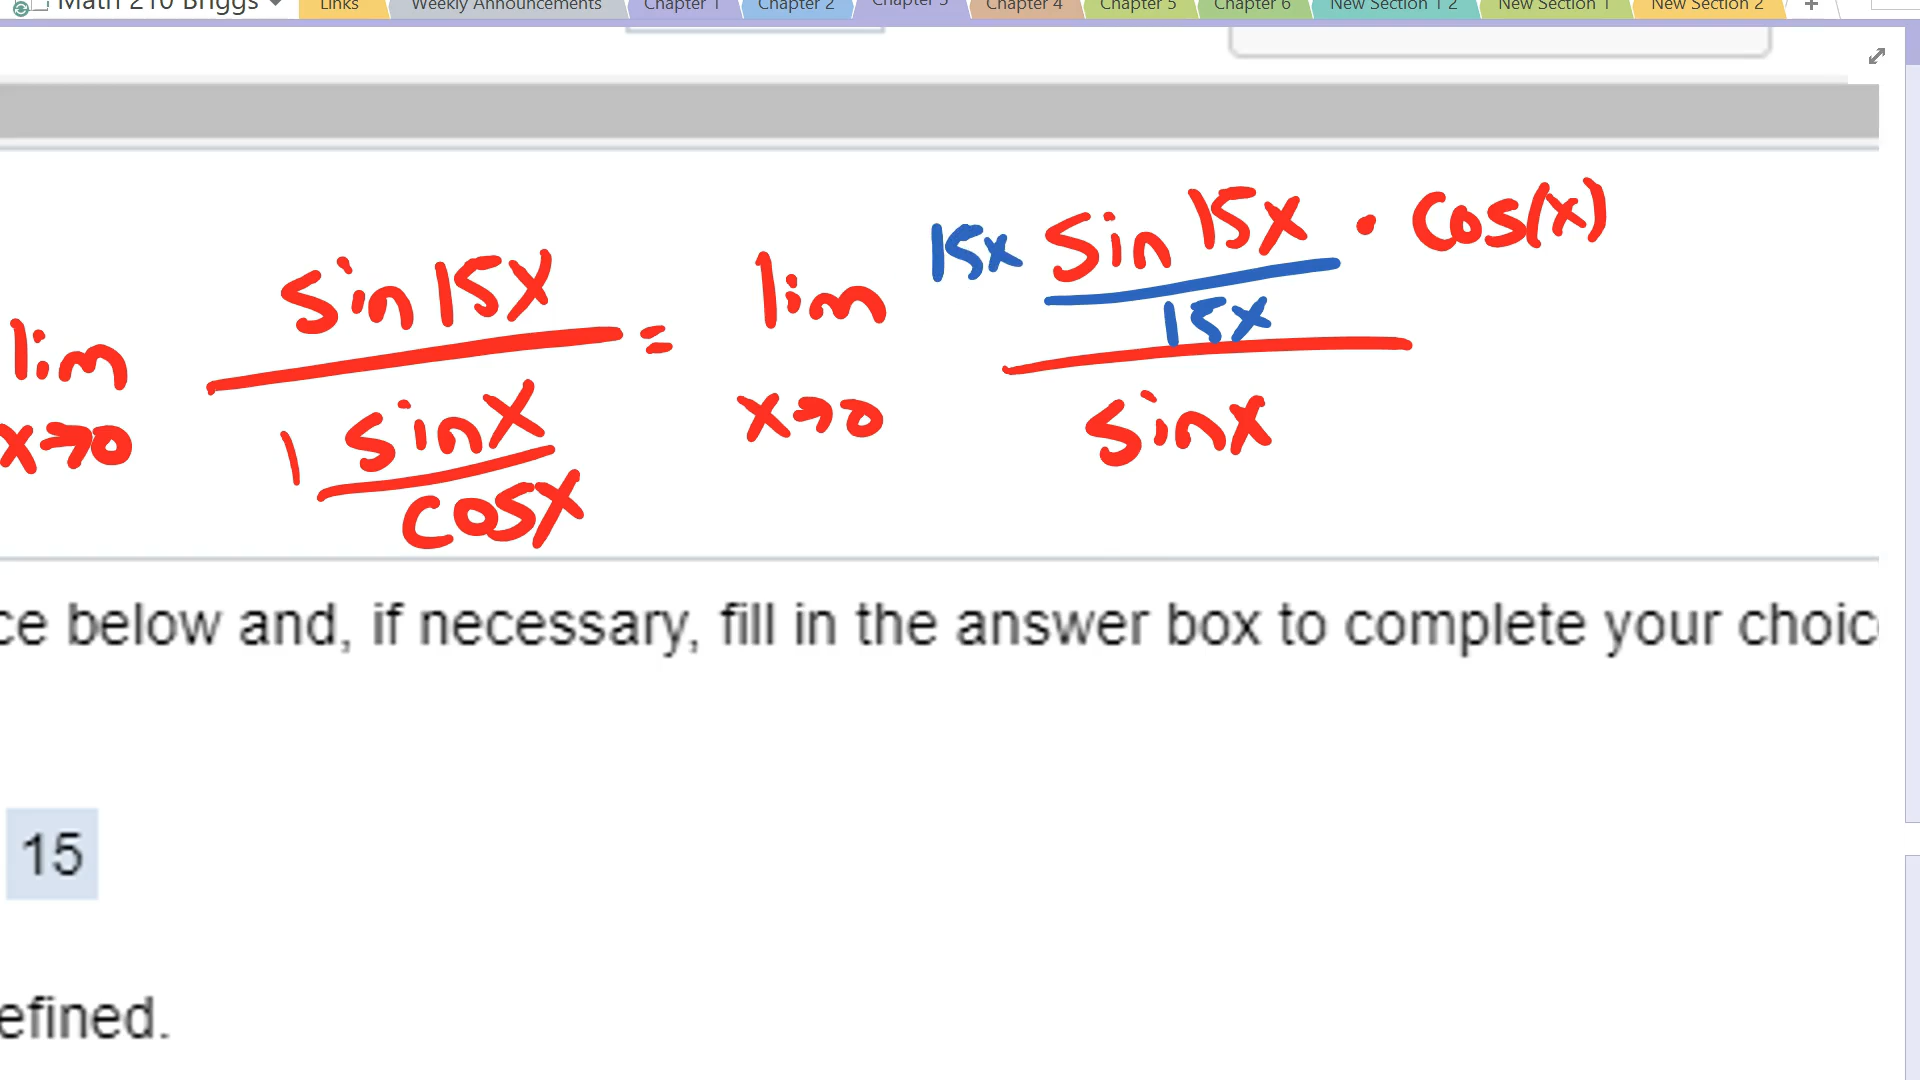 Math 210 Briggs Links Weekly Announcements Chapter 1 Chapter 2 Chapter 3 Chapter 4 Chapter 5 Chapter 6 New Section 1 2 New Section 1 New Section 2 +
lim x→0 sin 15x / (1 sinx / cosx) = lim x→0 15x sin 15x / 15x · cos(x) / sinx
ce below and, if necessary, fill in the answer box to complete your choic
15
efined.